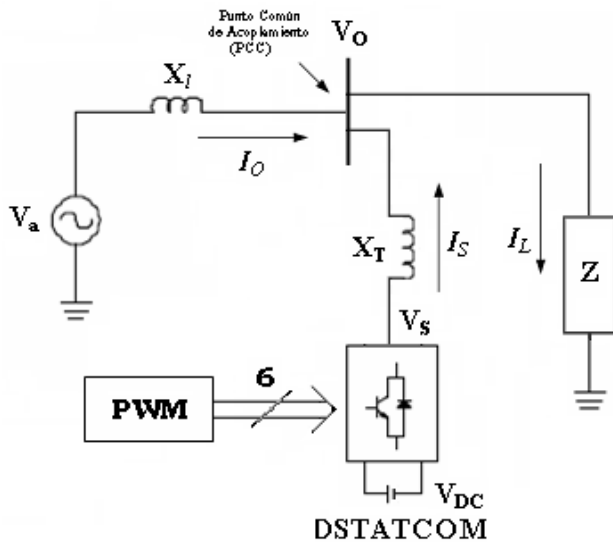 Punto Común
de Acoplamiento
(PCC)
V_O
X_l
I_O
V_a
X_T
I_S
I_L
Z
V_S
6
PWM
V_DC
DSTATCOM